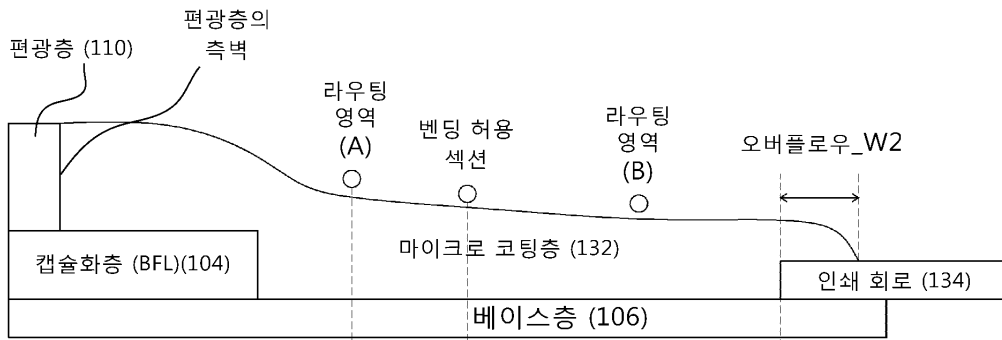 편광층 (110)
편광층의
측벽
라우팅
영역
(A)
벤딩 허용
섹션
라우팅
영역
(B)
오버플로우_W2
캡슐화층 (BFL)(104)
마이크로 코팅층 (132)
인쇄 회로 (134)
베이스층 (106)